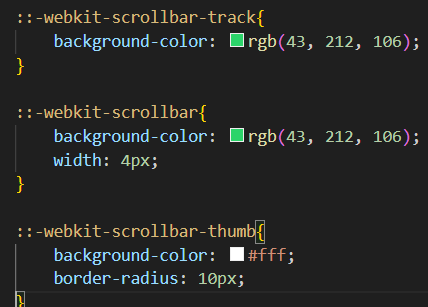 ::-webkit-scrollbar-track{
    background-color: rgb(43, 212, 106);
}
::-webkit-scrollbar{
    background-color: rgb(43, 212, 106);
    width: 4px;
}
::-webkit-scrollbar-thumb{
    background-color: #fff;
    border-radius: 10px;
}